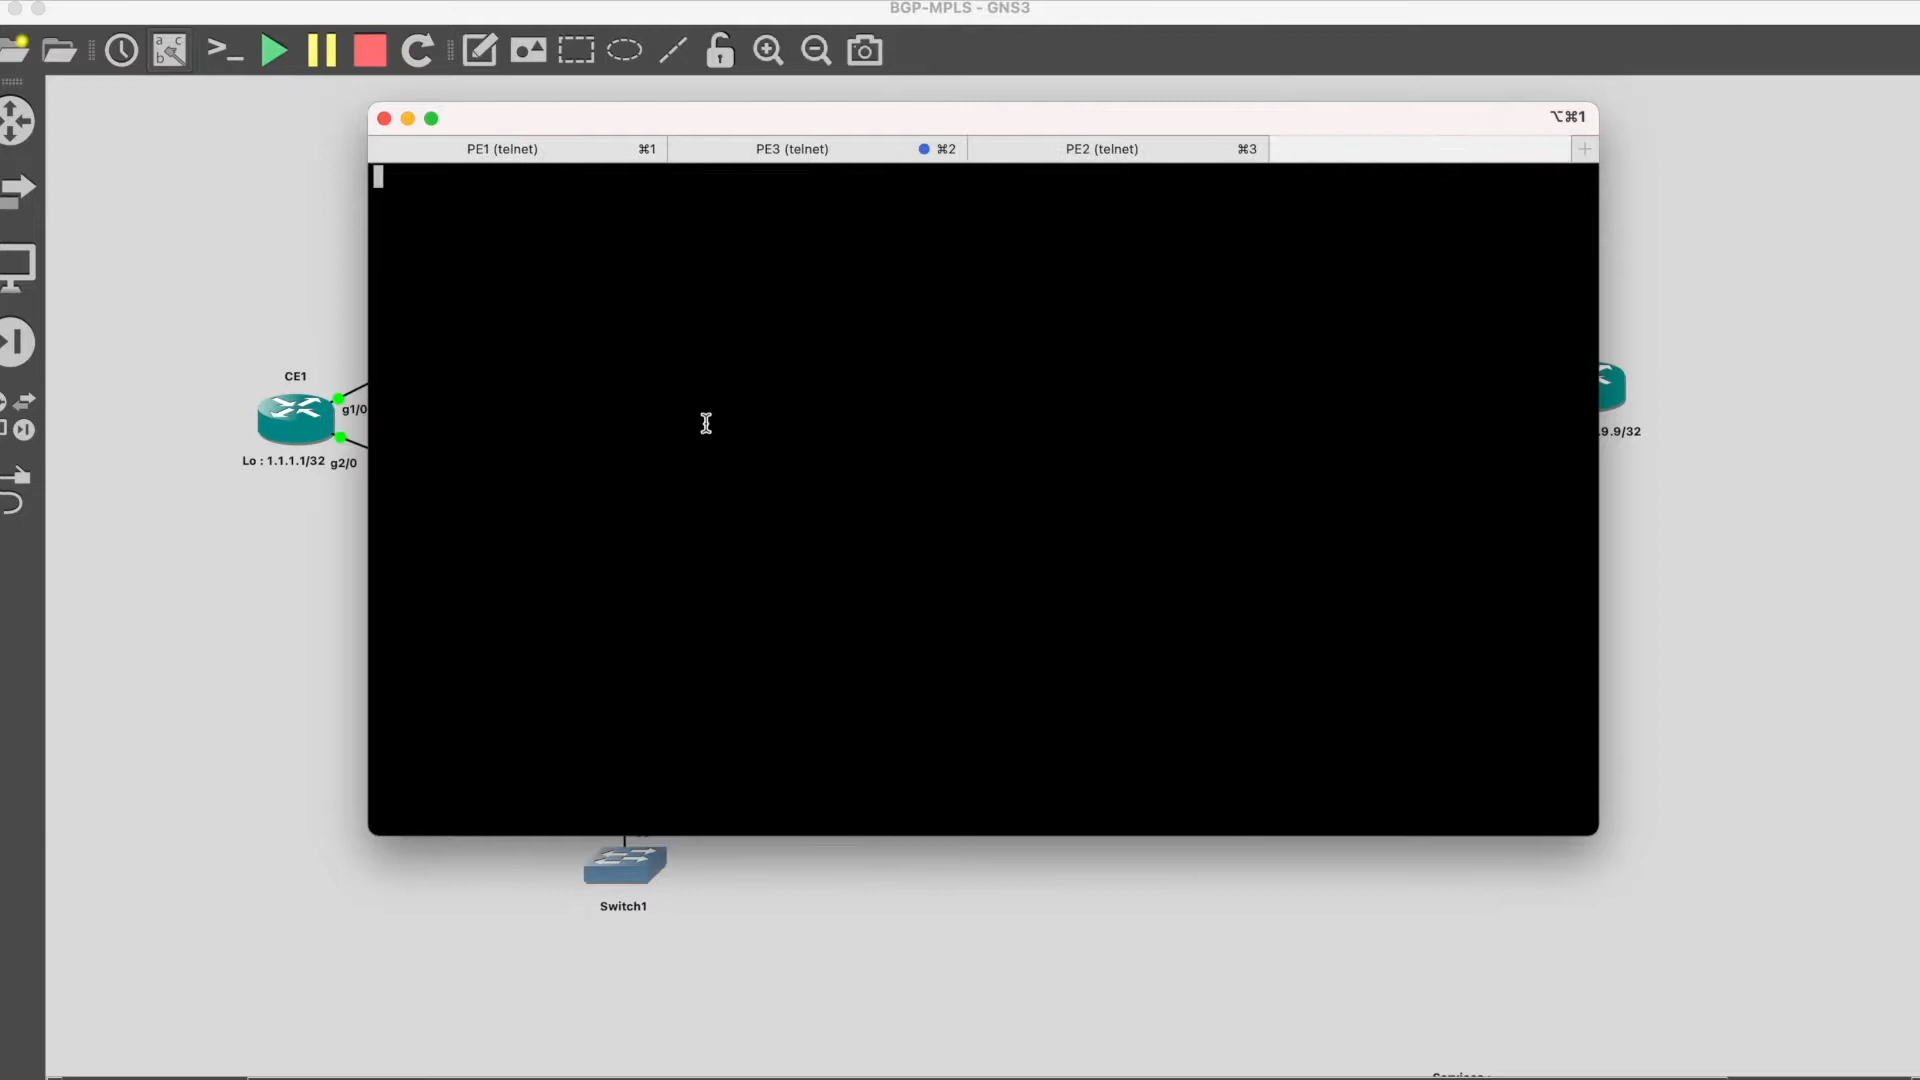 BGP-MPLS - GNS3
a c
b
>_
⌥⌘1
PE1 (telnet) ⌘1
PE3 (telnet) ⌘2
PE2 (telnet) ⌘3
+
CE1
g1/0
Lo : 1.1.1.1/32 g2/0
.9.9/32
Switch1